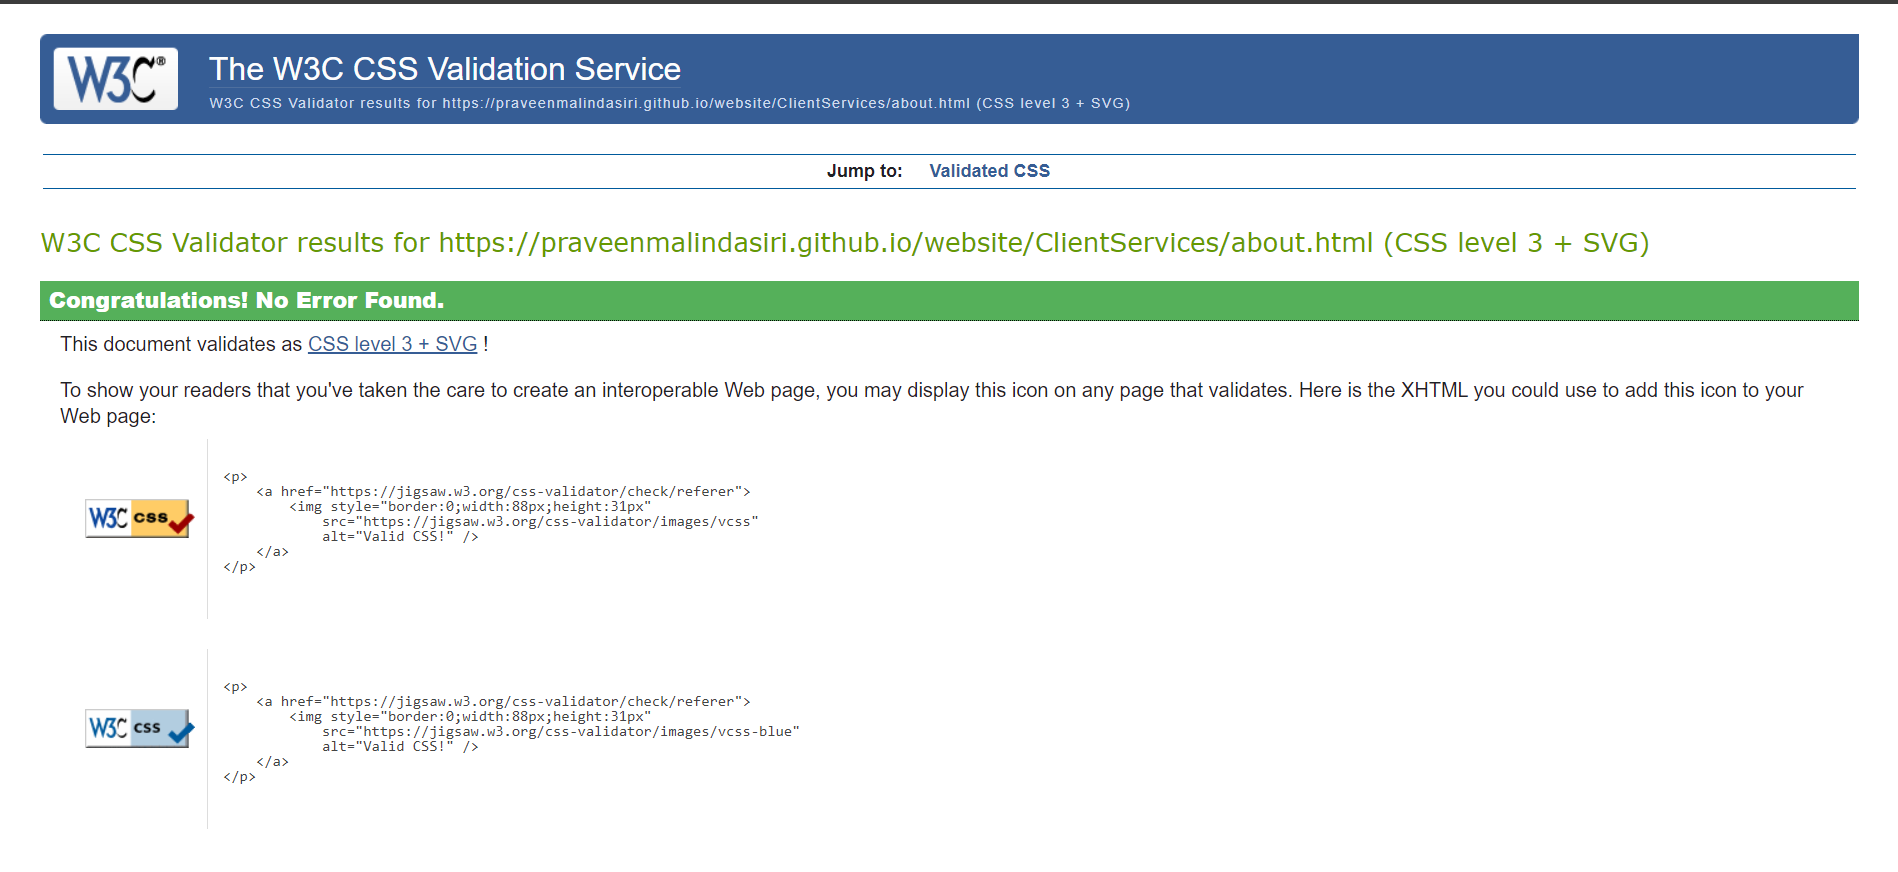 W3C®
The W3C CSS Validation Service
W3C CSS Validator results for https://praveenmalindasiri.github.io/website/ClientServices/about.html (CSS level 3 + SVG)
Jump to: Validated CSS
W3C CSS Validator results for https://praveenmalindasiri.github.io/website/ClientServices/about.html (CSS level 3 + SVG)
Congratulations! No Error Found.
This document validates as CSS level 3 + SVG !
To show your readers that you've taken the care to create an interoperable Web page, you may display this icon on any page that validates. Here is the XHTML you could use to add this icon to your
Web page:
W3C css
<p>
    <a href="https://jigsaw.w3.org/css-validator/check/referer">
        <img style="border:0;width:88px;height:31px"
            src="https://jigsaw.w3.org/css-validator/images/vcss"
            alt="Valid CSS!" />
    </a>
</p>
W3C css
<p>
    <a href="https://jigsaw.w3.org/css-validator/check/referer">
        <img style="border:0;width:88px;height:31px"
            src="https://jigsaw.w3.org/css-validator/images/vcss-blue"
            alt="Valid CSS!" />
    </a>
</p>